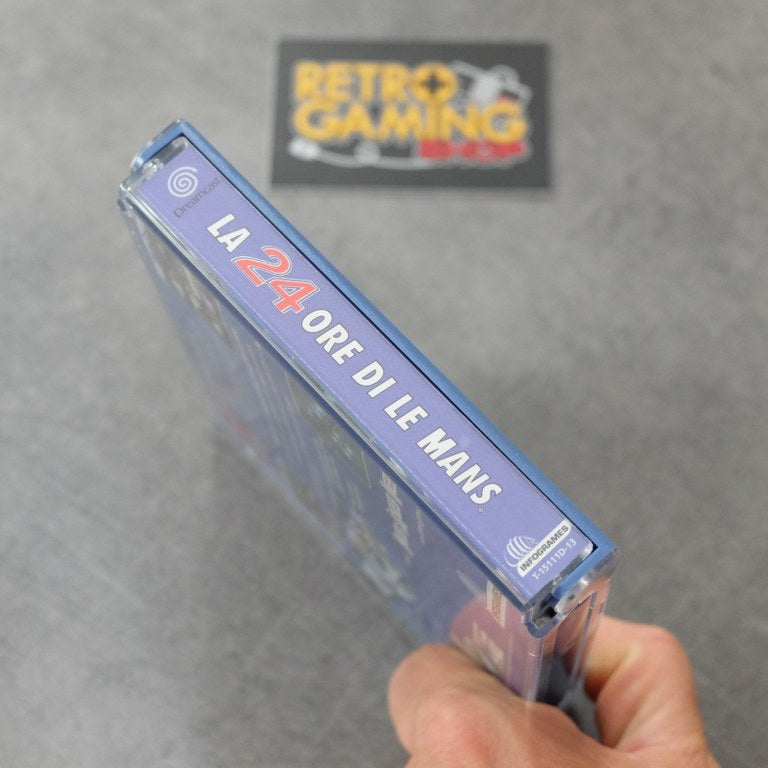 RETRO
GAMING
SHOP
Dreamcast
LA 24 ORE DI LE MANS
INFOGRAMES
T-15111D-13